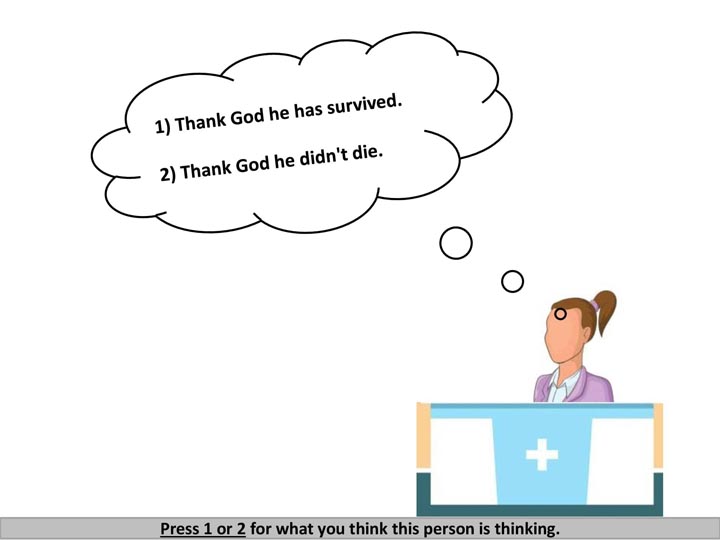 1) Thank God he has survived.
2) Thank God he didn't die.
Press 1 or 2 for what you think this person is thinking.